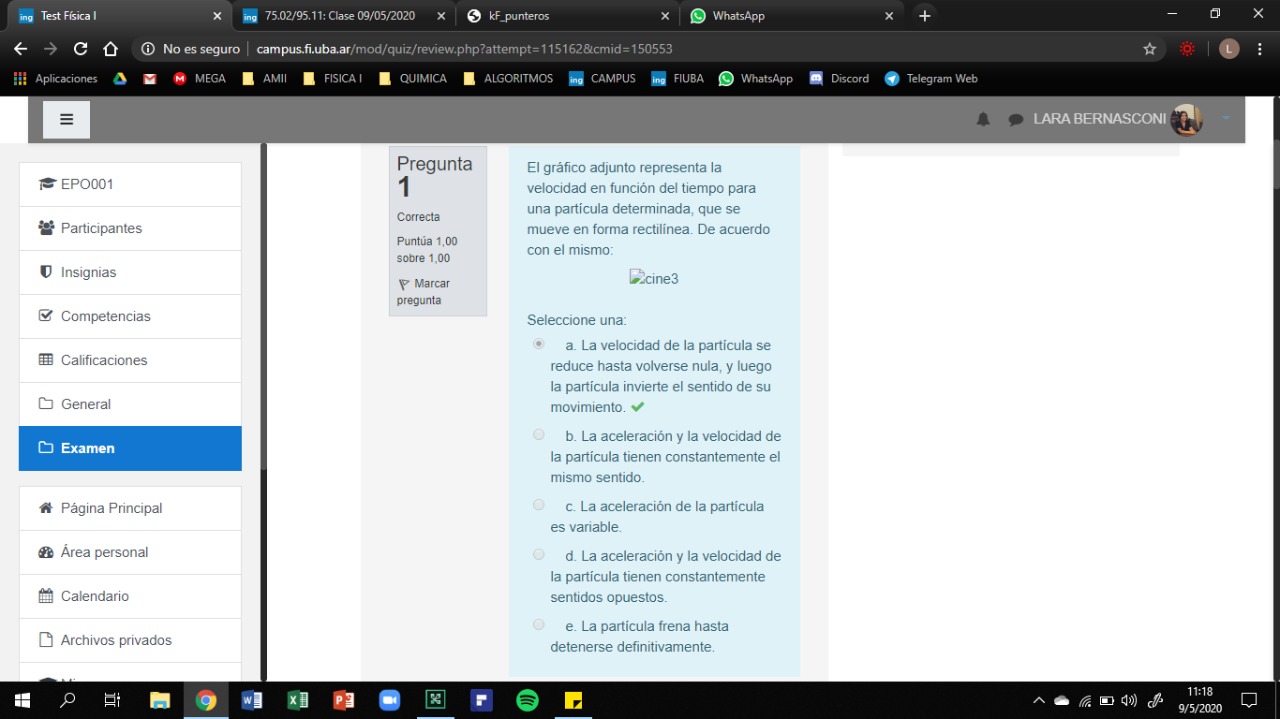 Test Física I
75.02/95.11: Clase 09/05/2020
kF_punteros
WhatsApp
No es seguro | campus.fi.uba.ar/mod/quiz/review.php?attempt=115162&cmid=150553
L
Aplicaciones MEGA AMII FISICA I QUIMICA ALGORITMOS CAMPUS FIUBA WhatsApp Discord Telegram Web
LARA BERNASCONI
EPO001
Participantes
Insignias
Competencias
Calificaciones
General
Examen
Página Principal
Área personal
Calendario
Archivos privados
Pregunta
1
Correcta
Puntúa 1,00
sobre 1,00
Marcar
pregunta
El gráfico adjunto representa la
velocidad en función del tiempo para
una partícula determinada, que se
mueve en forma rectilínea. De acuerdo
con el mismo:
cine3
Seleccione una:
a. La velocidad de la partícula se
reduce hasta volverse nula, y luego
la partícula invierte el sentido de su
movimiento.
b. La aceleración y la velocidad de
la partícula tienen constantemente el
mismo sentido.
c. La aceleración de la partícula
es variable.
d. La aceleración y la velocidad de
la partícula tienen constantemente
sentidos opuestos.
e. La partícula frena hasta
detenerse definitivamente.
11:18
9/5/2020